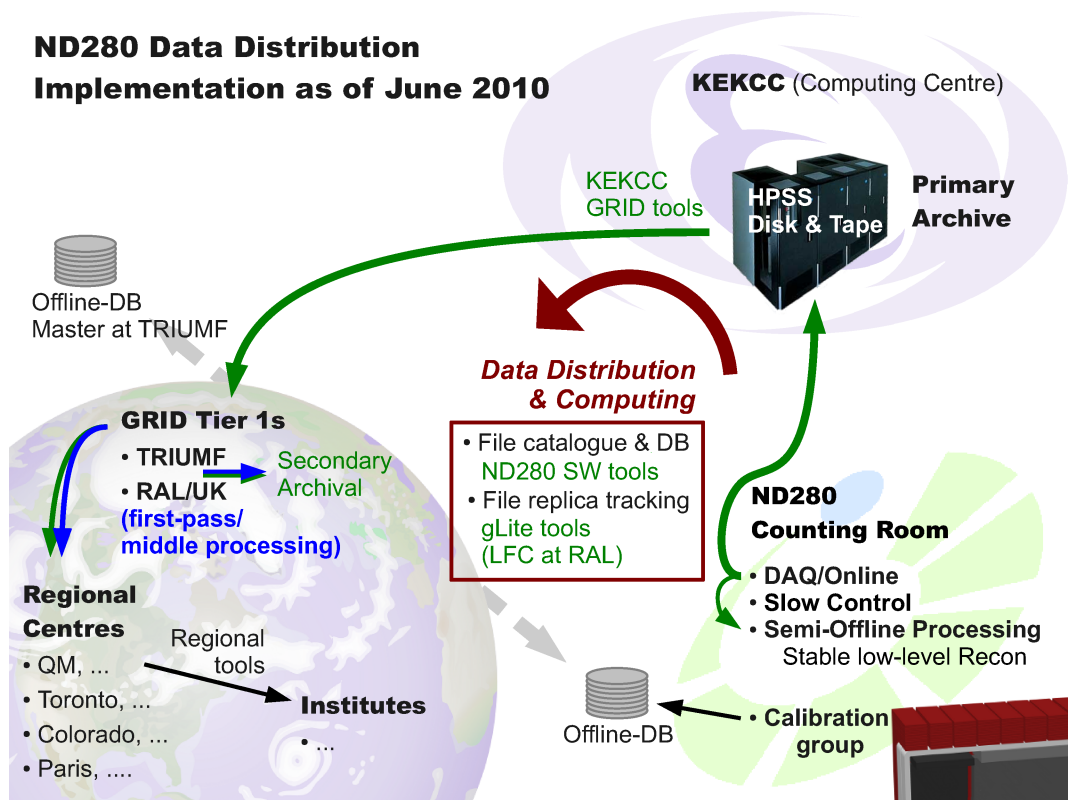 ND280 Data Distribution
Implementation as of June 2010
KEKCC (Computing Centre)
KEKCC
GRID tools
HPSS
Disk & Tape
Primary
Archive
Offline-DB
Master at TRIUMF
Data Distribution
& Computing
• File catalogue & DB
ND280 SW tools
• File replica tracking
gLite tools
(LFC at RAL)
GRID Tier 1s
• TRIUMF
• RAL/UK
(first-pass/
middle processing)
Secondary
Archival
ND280
Counting Room
• DAQ/Online
• Slow Control
• Semi-Offline Processing
Stable low-level Recon
• Calibration
group
Regional
Centres
• QM, ...
• Toronto, ...
• Colorado, ...
• Paris, ....
Regional
tools
Institutes
• ...
Offline-DB